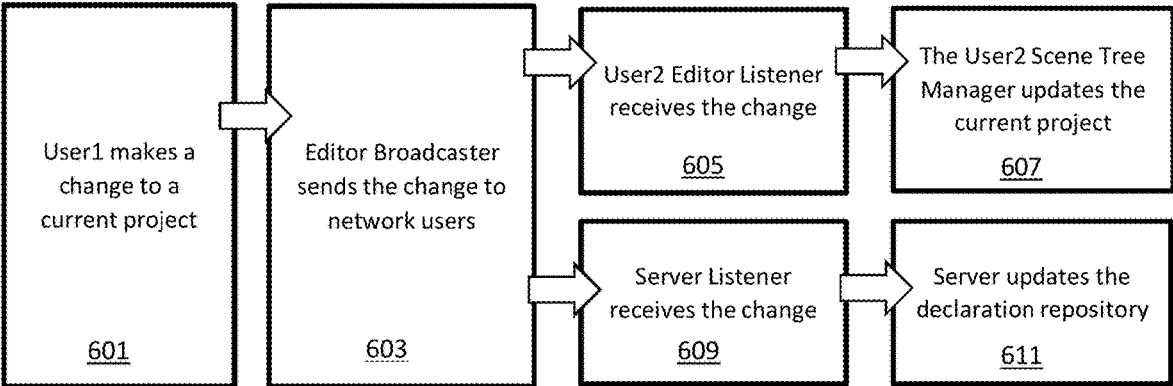 User1 makes a
change to a
current project
601
Editor Broadcaster
sends the change to
network users
603
User2 Editor Listener
receives the change
605
The User2 Scene Tree
Manager updates the
current project
607
Server Listener
receives the change
609
Server updates the
declaration repository
611